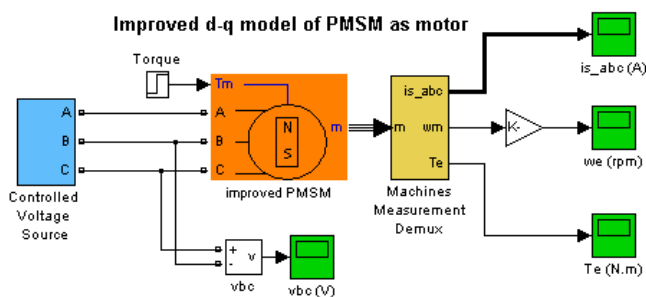 Improved d-q model of PMSM as motor
Torque
is_abc (A)
Tm
A
B
C
A
B
C
N
S
m
m
is_abc
wm
Te
K-
we (rpm)
improved PMSM
Controlled
Voltage
Source
Machines
Measurement
Demux
+
-
v
vbc
vbc (V)
Te (N.m)